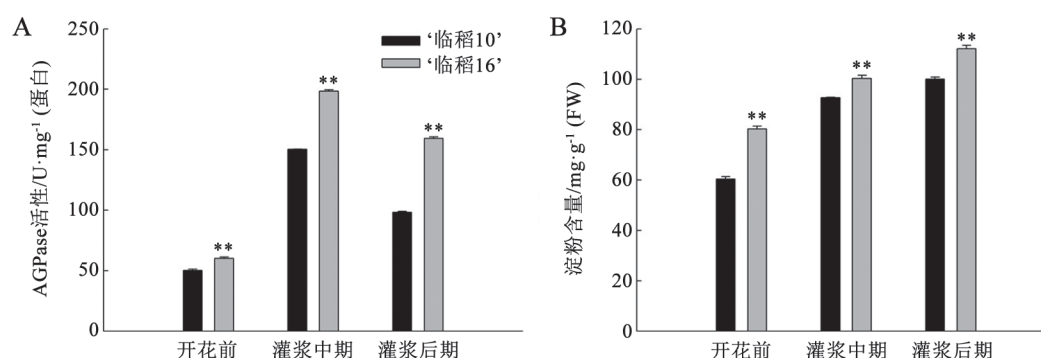 A
AGPase活性/U·mg⁻¹ (蛋白)
250
200
150
100
50
0
‘临稻10’
‘临稻16’
**
**
**
开花前
灌浆中期
灌浆后期
B
淀粉含量/mg·g⁻¹ (FW)
120
100
80
60
40
20
0
**
**
**
开花前
灌浆中期
灌浆后期